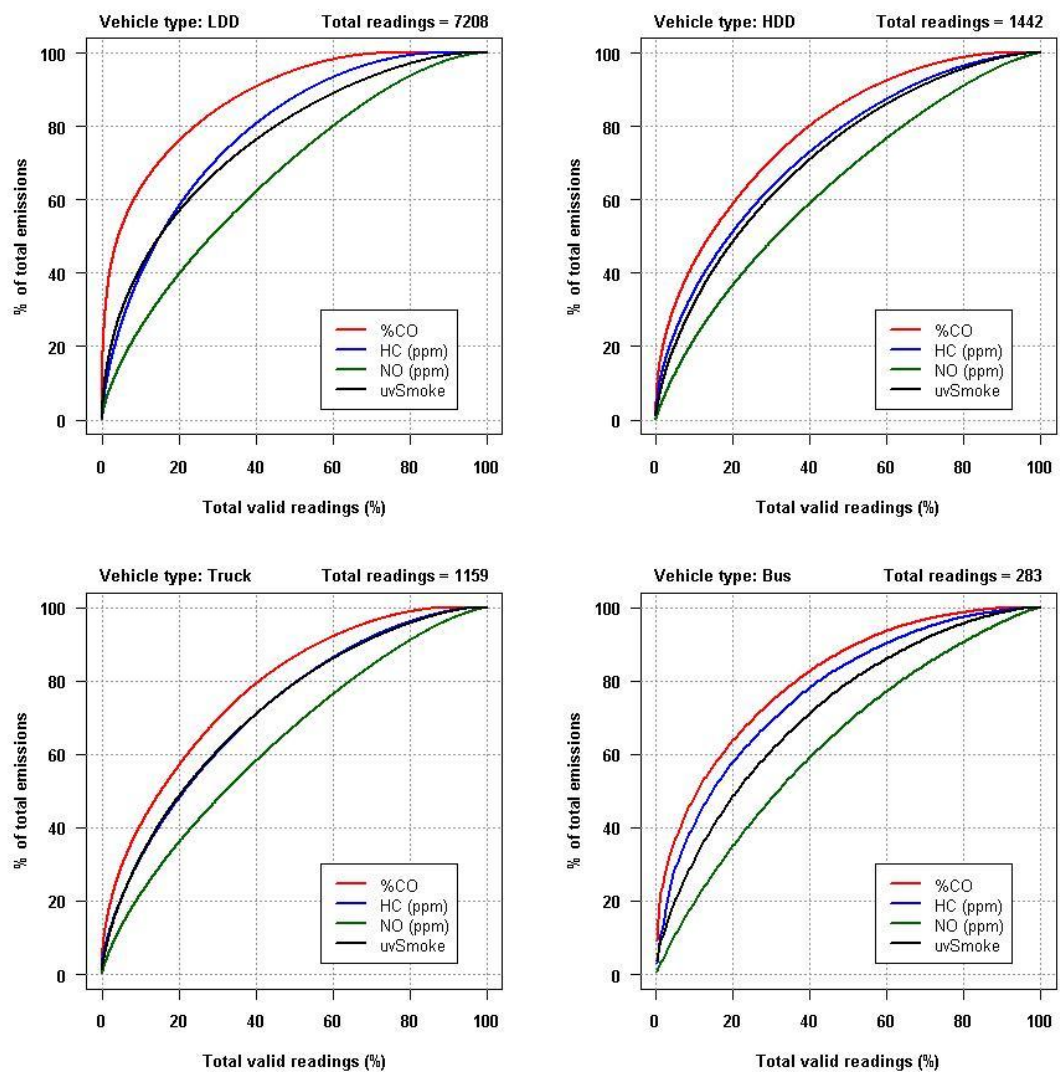 Vehicle type: LDD Total readings = 7208
100
80
60
40
20
0
% of total emissions
%CO
HC (ppm)
NO (ppm)
uvSmoke
0 20 40 60 80 100
Total valid readings (%)
Vehicle type: HDD Total readings = 1442
100
80
60
40
20
0
% of total emissions
%CO
HC (ppm)
NO (ppm)
uvSmoke
0 20 40 60 80 100
Total valid readings (%)
Vehicle type: Truck Total readings = 1159
100
80
60
40
20
0
% of total emissions
%CO
HC (ppm)
NO (ppm)
uvSmoke
0 20 40 60 80 100
Total valid readings (%)
Vehicle type: Bus Total readings = 283
100
80
60
40
20
0
% of total emissions
%CO
HC (ppm)
NO (ppm)
uvSmoke
0 20 40 60 80 100
Total valid readings (%)